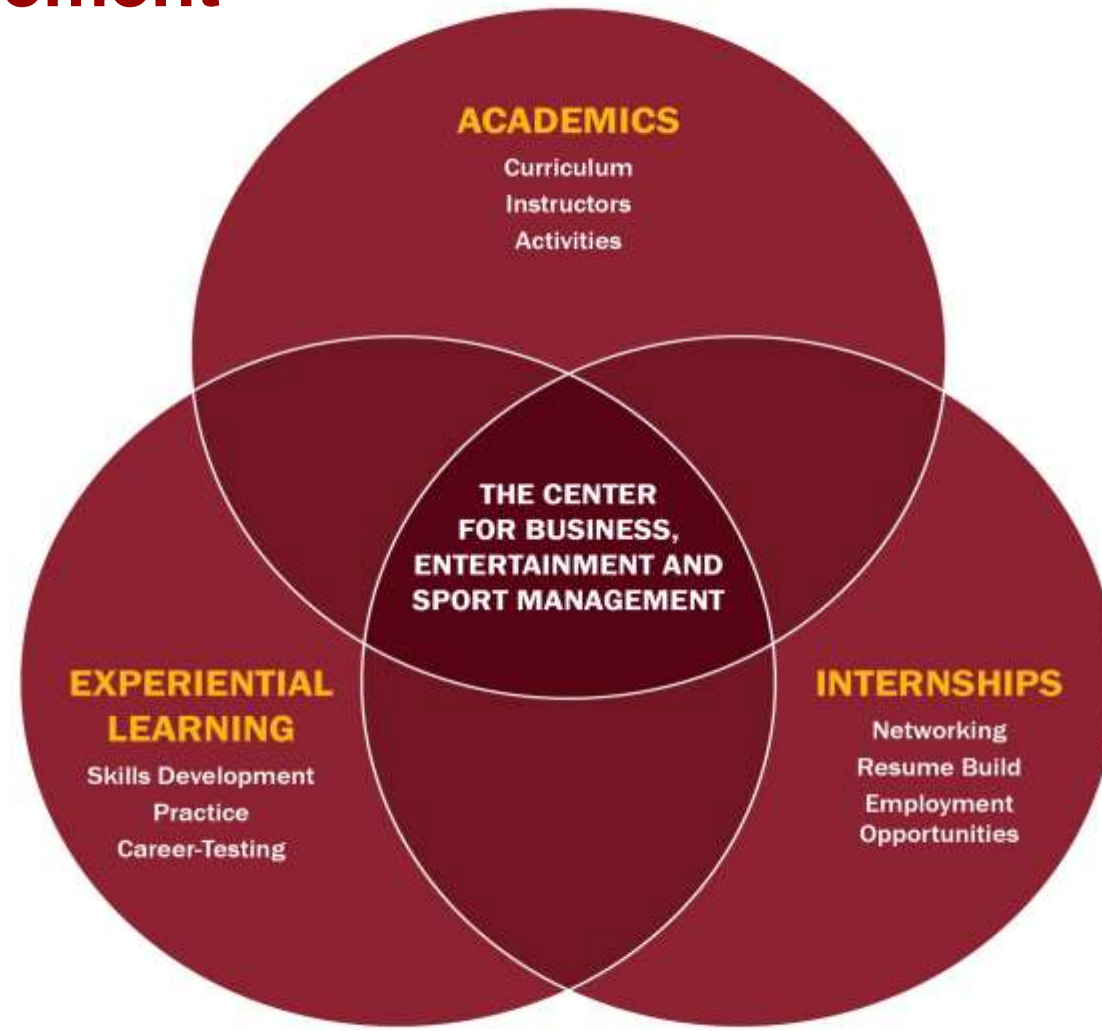 ACADEMICS
Curriculum
Instructors
Activities
THE CENTER
FOR BUSINESS,
ENTERTAINMENT AND
SPORT MANAGEMENT
EXPERIENTIAL
LEARNING
Skills Development
Practice
Career-Testing
INTERNSHIPS
Networking
Resume Build
Employment
Opportunities